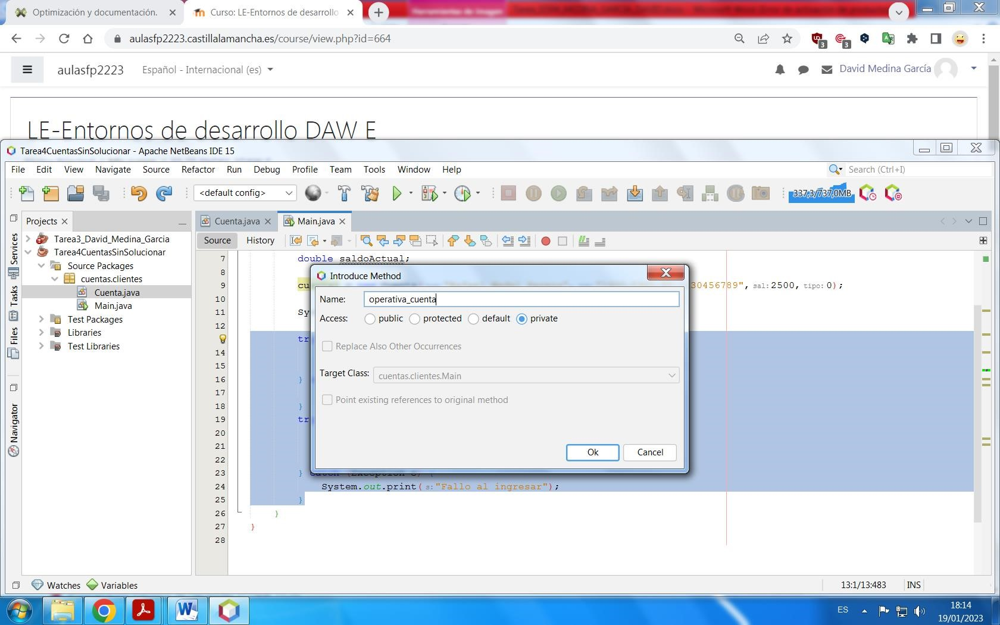 Optimización y documentación.
Curso: LE-Entornos de desarrollo
Herramientas de imagen
aulasfp2223.castillalamancha.es/course/view.php?id=664
3
3
aulasfp2223
Español - Internacional (es)
David Medina García
LE-Entornos de desarrollo DAW E
Tarea4CuentasSinSolucionar - Apache NetBeans IDE 15
File Edit View Navigate Source Refactor Run Debug Profile Team Tools Window Help
Search (Ctrl+I)
<default config>
337,3/737,0MB
Projects
Cuenta.java
Main.java
Services
Tasks
Files
Navigator
Tarea3_David_Medina_Garcia
Tarea4CuentasSinSolucionar
Source Packages
cuentas.clientes
Cuenta.java
Main.java
Test Packages
Libraries
Test Libraries
Source History
7 double saldoActual;
8
9 cu 30456789", sal: 2500, tipo: 0);
10
11 Sy
12
tr
14
15
16 }
17
18 }
19 tr
20
21
22
23 }
24 System.out.print( s: "Fallo al ingresar");
25 }
26 }
27 }
28
Introduce Method
Name: operativa_cuenta
Access: public protected default private
Replace Also Other Occurrences
Target Class: cuentas.clientes.Main
Point existing references to original method
Ok Cancel
Watches Variables
13:1/13:483 INS
ES
18:14
19/01/2023